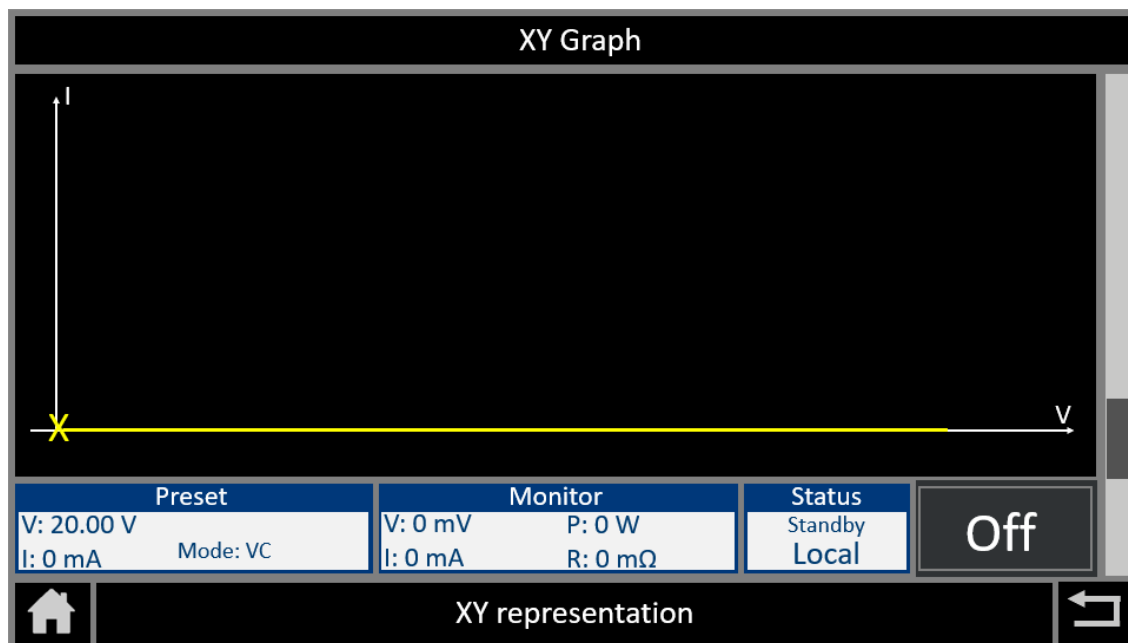 XY Graph
I
V
Preset
V: 20.00 V
I: 0 mA
Mode: VC
Monitor
V: 0 mV
P: 0 W
I: 0 mA
R: 0 mΩ
Status
Standby
Local
Off
XY representation